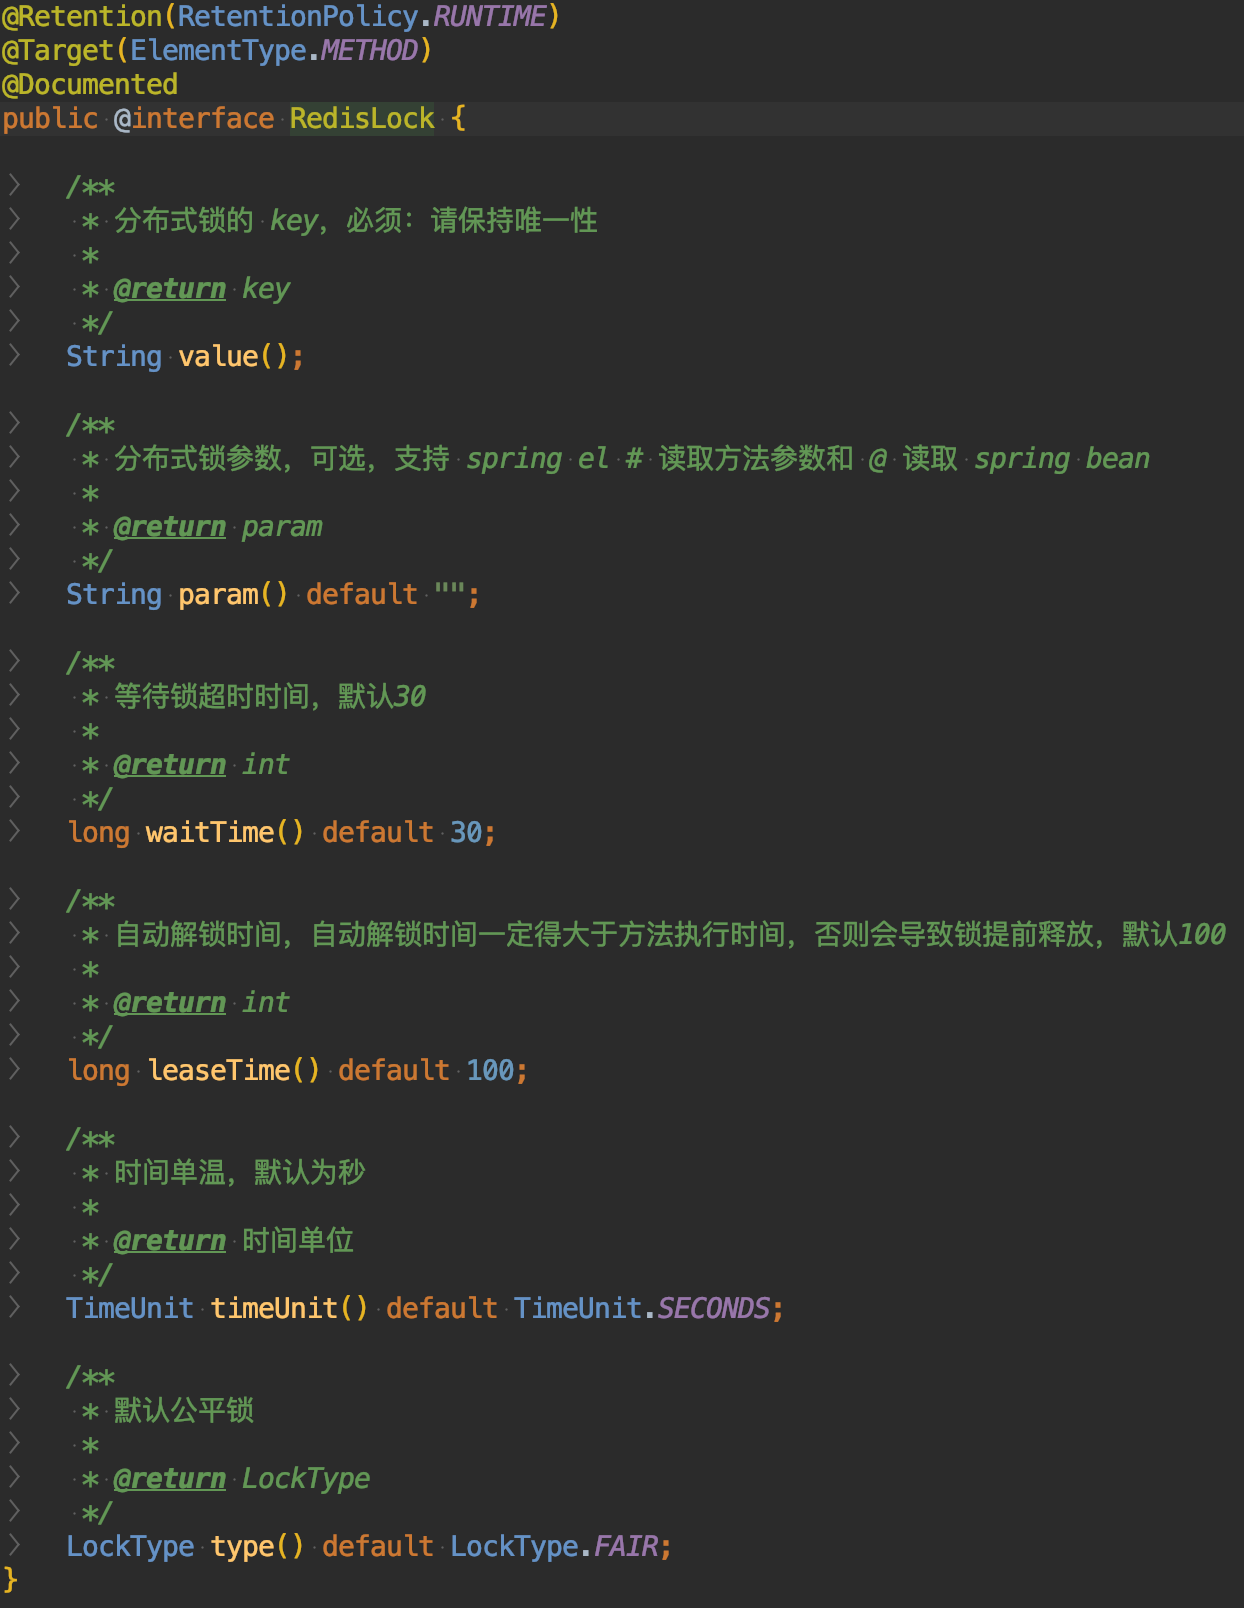 @Retention(RetentionPolicy.RUNTIME)
@Target(ElementType.METHOD)
@Documented
public @interface RedisLock {
/**
* 分布式锁的 key，必须：请保持唯一性
*
* @return key
*/
String value();
/**
* 分布式锁参数，可选，支持 spring el # 读取方法参数和 @ 读取 spring bean
*
* @return param
*/
String param() default "";
/**
* 等待锁超时时间，默认30
*
* @return int
*/
long waitTime() default 30;
/**
* 自动解锁时间，自动解锁时间一定得大于方法执行时间，否则会导致锁提前释放，默认100
*
* @return int
*/
long leaseTime() default 100;
/**
* 时间单温，默认为秒
*
* @return 时间单位
*/
TimeUnit timeUnit() default TimeUnit.SECONDS;
/**
* 默认公平锁
*
* @return LockType
*/
LockType type() default LockType.FAIR;
}